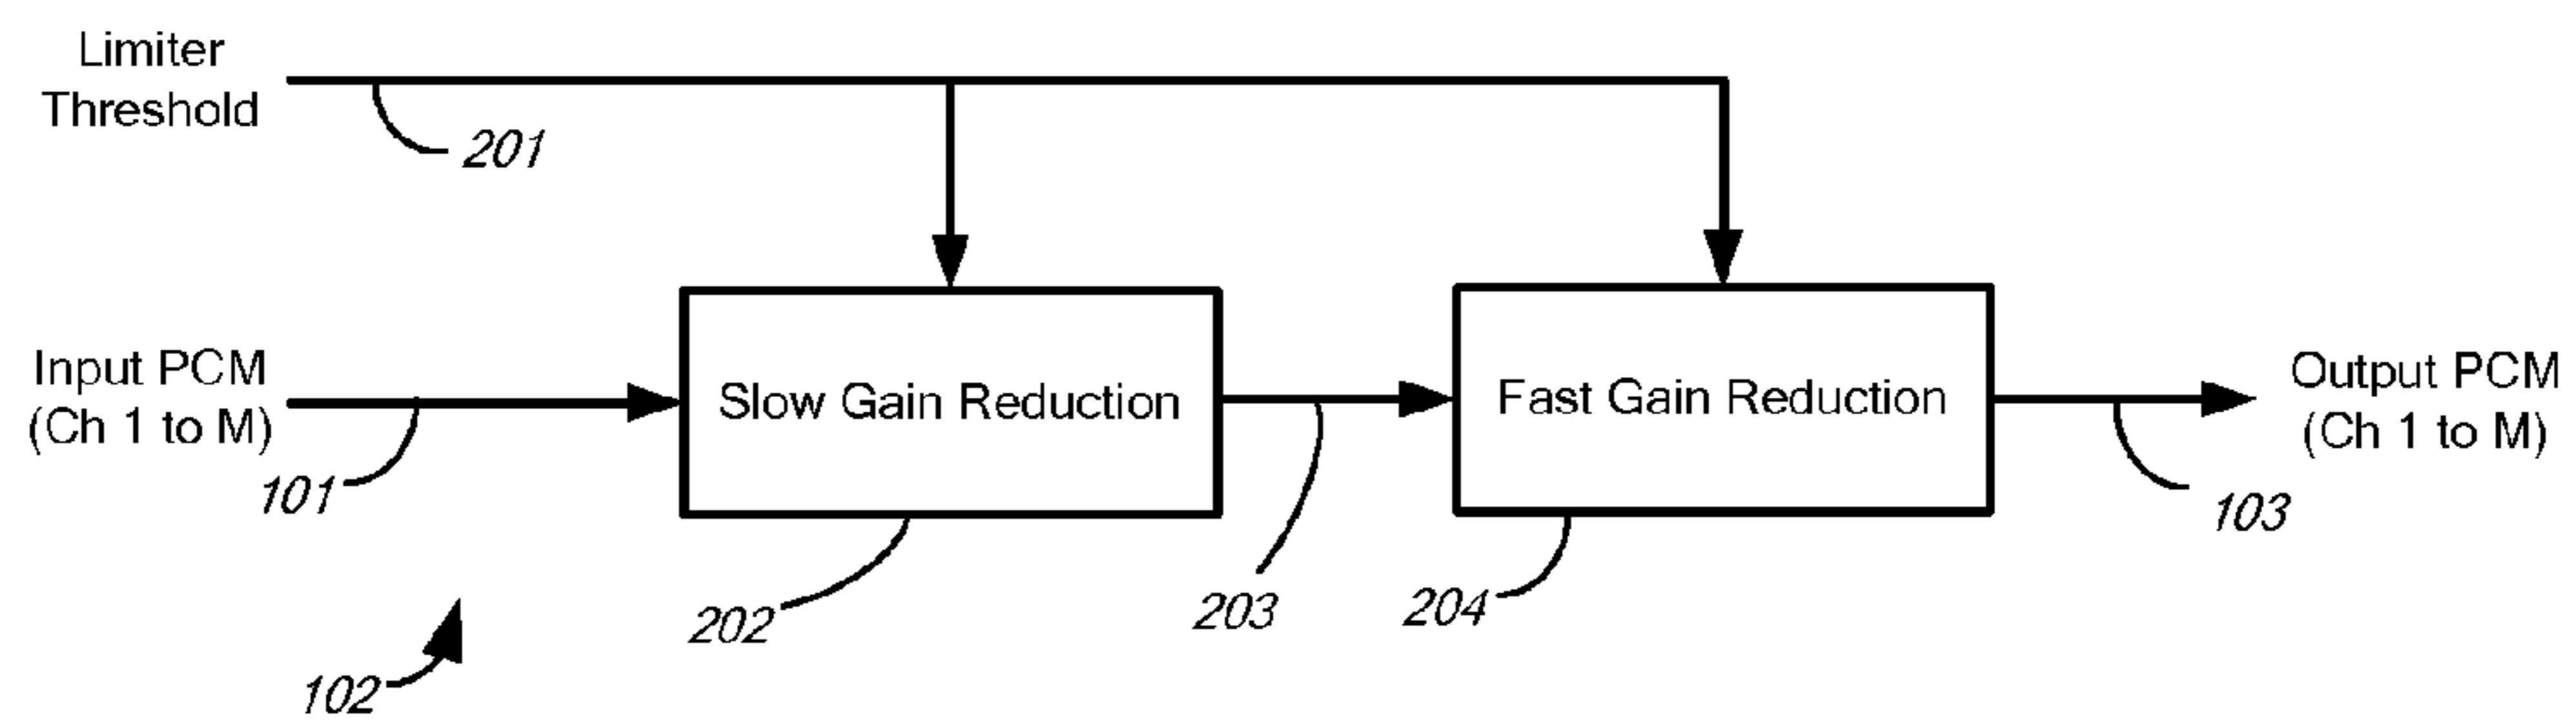 Limiter
Threshold
201
Input PCM
(Ch 1 to M)
101
Slow Gain Reduction
Fast Gain Reduction
Output PCM
(Ch 1 to M)
103
202
203
204
102